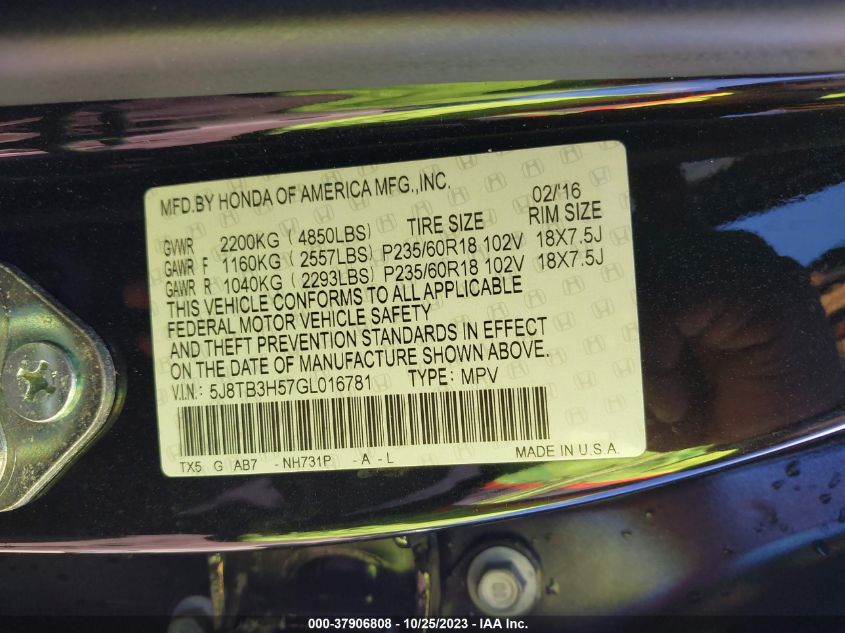 MFD.BY HONDA OF AMERICA MFG.,INC. 02/'16
TIRE SIZE RIM SIZE
GVWR 2200KG (4850LBS)
GAWR F 1160KG (2557LBS) P235/60R18 102V 18X7.5J
GAWR R 1040KG (2293LBS) P235/60R18 102V 18X7.5J
THIS VEHICLE CONFORMS TO ALL APPLICABLE
FEDERAL MOTOR VEHICLE SAFETY
AND THEFT PREVENTION STANDARDS IN EFFECT
ON THE DATE OF MANUFACTURE SHOWN ABOVE.
V.I.N.: 5J8TB3H57GL016781 TYPE: MPV
TX5 G AB7 - NH731P - A - L MADE IN U.S.A.
000-37906808 - 10/25/2023 - IAA Inc.